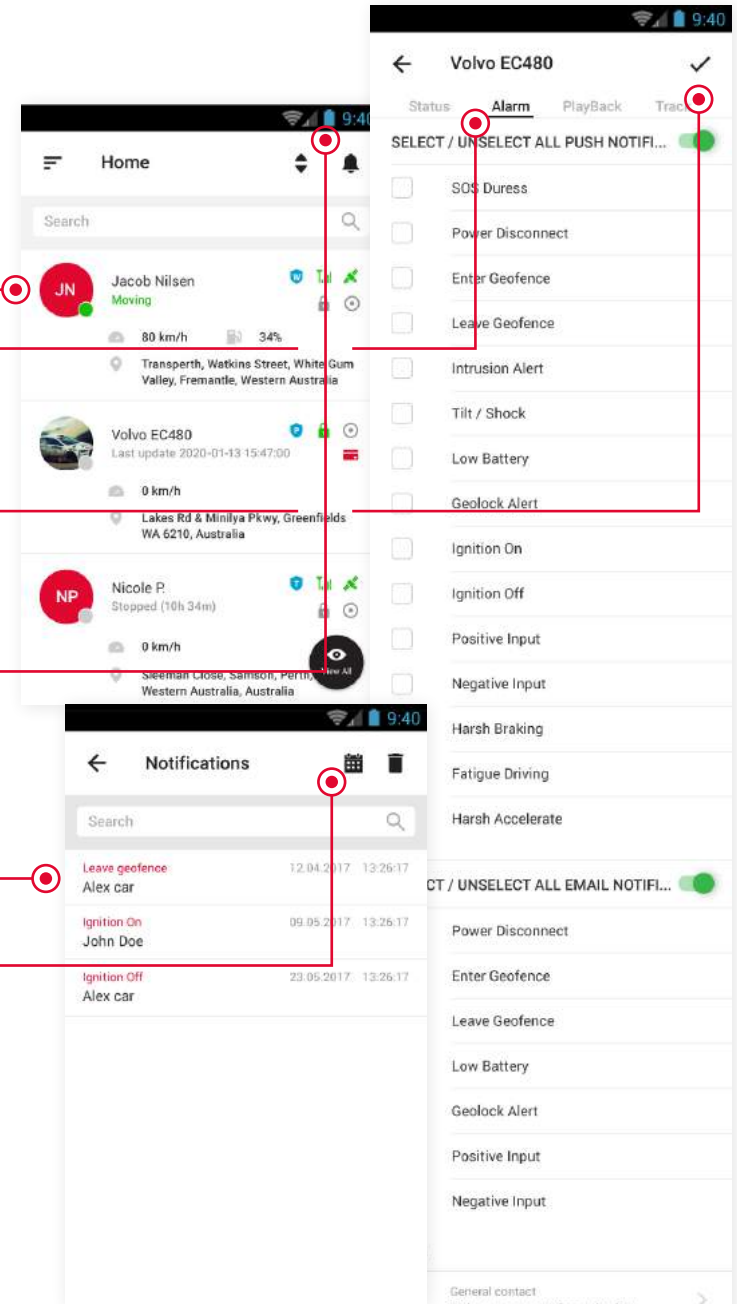 9:40
Home
Search
JN
Jacob Nilsen
Moving
80 km/h 34%
Transperth, Watkins Street, White Gum
Valley, Fremantle, Western Australia
Volvo EC480
Last update 2020-01-13 15:47:00
0 km/h
Lakes Rd & Minilya Pkwy, Greenfields
WA 6210, Australia
NP
Nicole P.
Stopped (10h 34m)
0 km/h
Sleeman Close, Samson, Perth,
Western Australia, Australia
View All
9:40
Volvo EC480
Status Alarm PlayBack
SELECT / UNSELECT ALL PUSH NOTIFI...
SOS Duress
Power Disconnect
Enter Geofence
Leave Geofence
Intrusion Alert
Tilt / Shock
Low Battery
Geolock Alert
Ignition On
Ignition Off
Positive Input
Negative Input
Harsh Braking
Fatigue Driving
Harsh Accelerate
CT / UNSELECT ALL EMAIL NOTIFI...
Power Disconnect
Enter Geofence
Leave Geofence
Low Battery
Geolock Alert
Positive Input
Negative Input
General contact
9:40
Notifications
Search
Leave geofence 12.04.2017 13:26:17
Alex car
Ignition On 09.05.2017 13:26:17
John Doe
Ignition Off 23.05.2017 13:26:17
Alex car